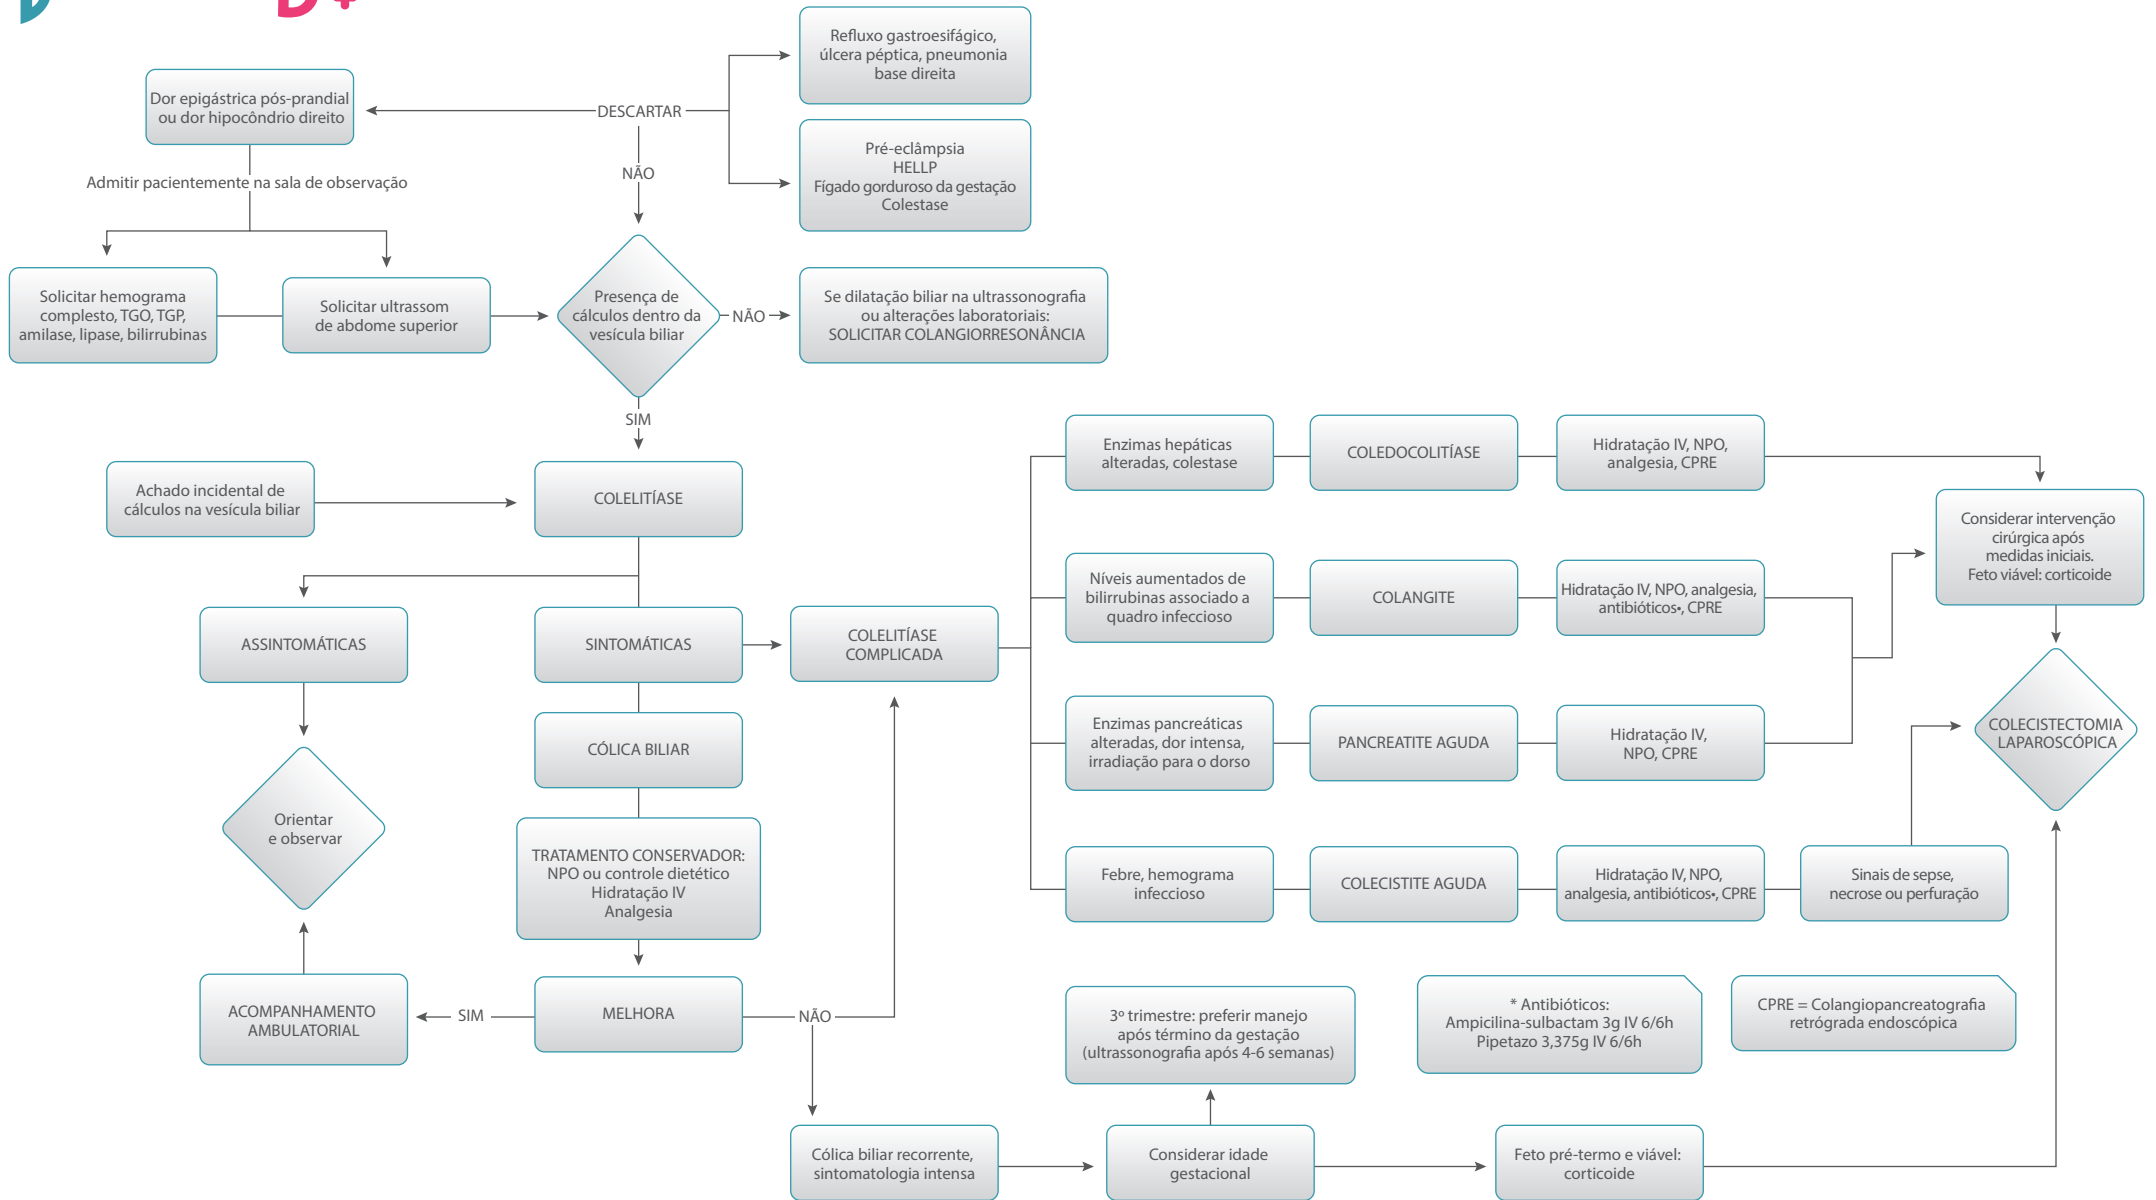 Refluxo gastroesifágico,
úlcera péptica, pneumonia
base direita
Dor epigástrica pós-prandial
ou dor hipocôndrio direito
DESCARTAR
Pré-eclâmpsia
HELLP
Fígado gorduroso da gestação
Colestase
NÃO
Admitir pacientemente na sala de observação
Solicitar hemograma
complesto, TGO, TGP,
amilase, lipase, bilirrubinas
Solicitar ultrassom
de abdome superior
Presença de
cálculos dentro da
vesícula biliar
NÃO
Se dilatação biliar na ultrassonografia
ou alterações laboratoriais:
SOLICITAR COLANGIORRESONÂNCIA
SIM
Achado incidental de
cálculos na vesícula biliar
COLELITÍASE
ASSINTOMÁTICAS
SINTOMÁTICAS
COLELITÍASE
COMPLICADA
CÓLICA BILIAR
Orientar
e observar
TRATAMENTO CONSERVADOR:
NPO ou controle dietético
Hidratação IV
Analgesia
ACOMPANHAMENTO
AMBULATORIAL
SIM
MELHORA
NÃO
Enzimas hepáticas
alteradas, colestase
COLEDOCOLITÍASE
Hidratação IV, NPO,
analgesia, CPRE
Níveis aumentados de
bilirrubinas associado a
quadro infeccioso
COLANGITE
Hidratação IV, NPO, analgesia,
antibióticos•, CPRE
Enzimas pancreáticas
alteradas, dor intensa,
irradiação para o dorso
PANCREATITE AGUDA
Hidratação IV,
NPO, CPRE
Febre, hemograma
infeccioso
COLECISTITE AGUDA
Hidratação IV, NPO,
analgesia, antibióticos•, CPRE
Sinais de sepse,
necrose ou perfuração
Considerar intervenção
cirúrgica após
medidas iniciais.
Feto viável: corticoide
COLECISTECTOMIA
LAPAROSCÓPICA
3º trimestre: preferir manejo
após término da gestação
(ultrassonografia após 4-6 semanas)
* Antibióticos:
Ampicilina-sulbactam 3g IV 6/6h
Pipetazo 3,375g IV 6/6h
CPRE = Colangiopancreatografia
retrógrada endoscópica
Cólica biliar recorrente,
sintomatologia intensa
Considerar idade
gestacional
Feto pré-termo e viável:
corticoide